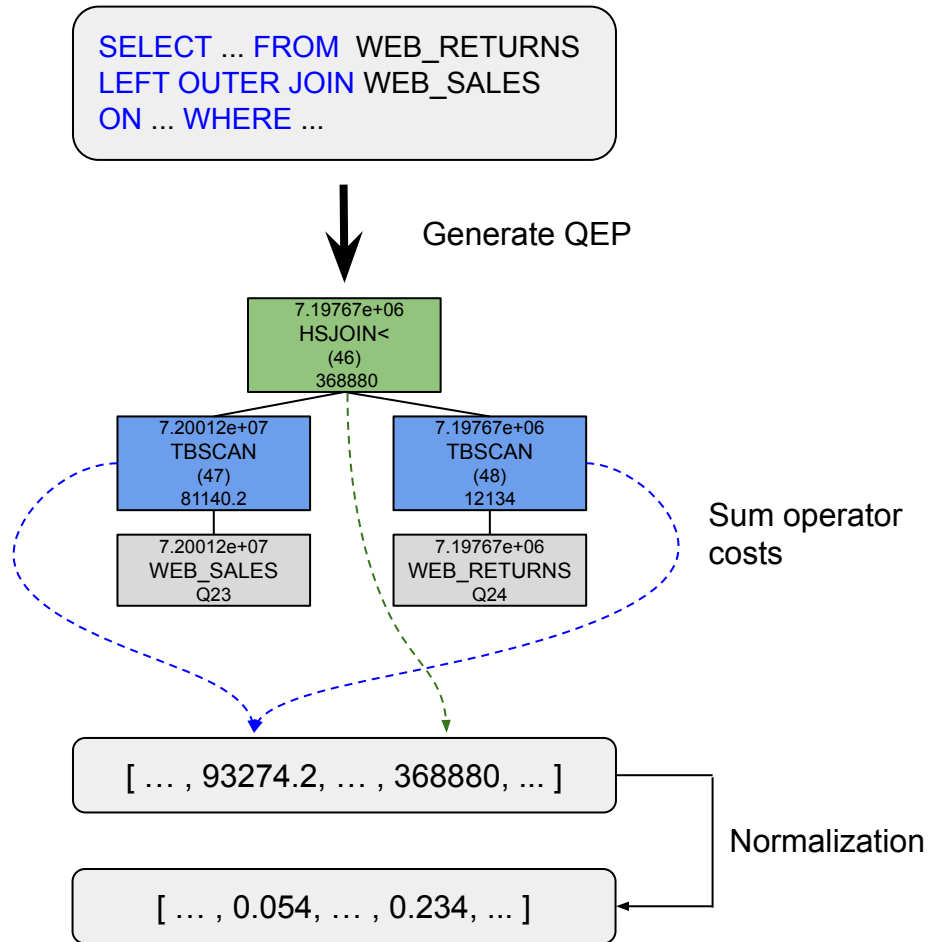 SELECT ... FROM WEB_RETURNS
LEFT OUTER JOIN WEB_SALES
ON ... WHERE ...
Generate QEP
7.19767e+06
HSJOIN<
(46)
368880
7.20012e+07
TBSCAN
(47)
81140.2
7.19767e+06
TBSCAN
(48)
12134
7.20012e+07
WEB_SALES
Q23
7.19767e+06
WEB_RETURNS
Q24
Sum operator
costs
[ ... , 93274.2, ... , 368880, ... ]
Normalization
[ ... , 0.054, ... , 0.234, ... ]